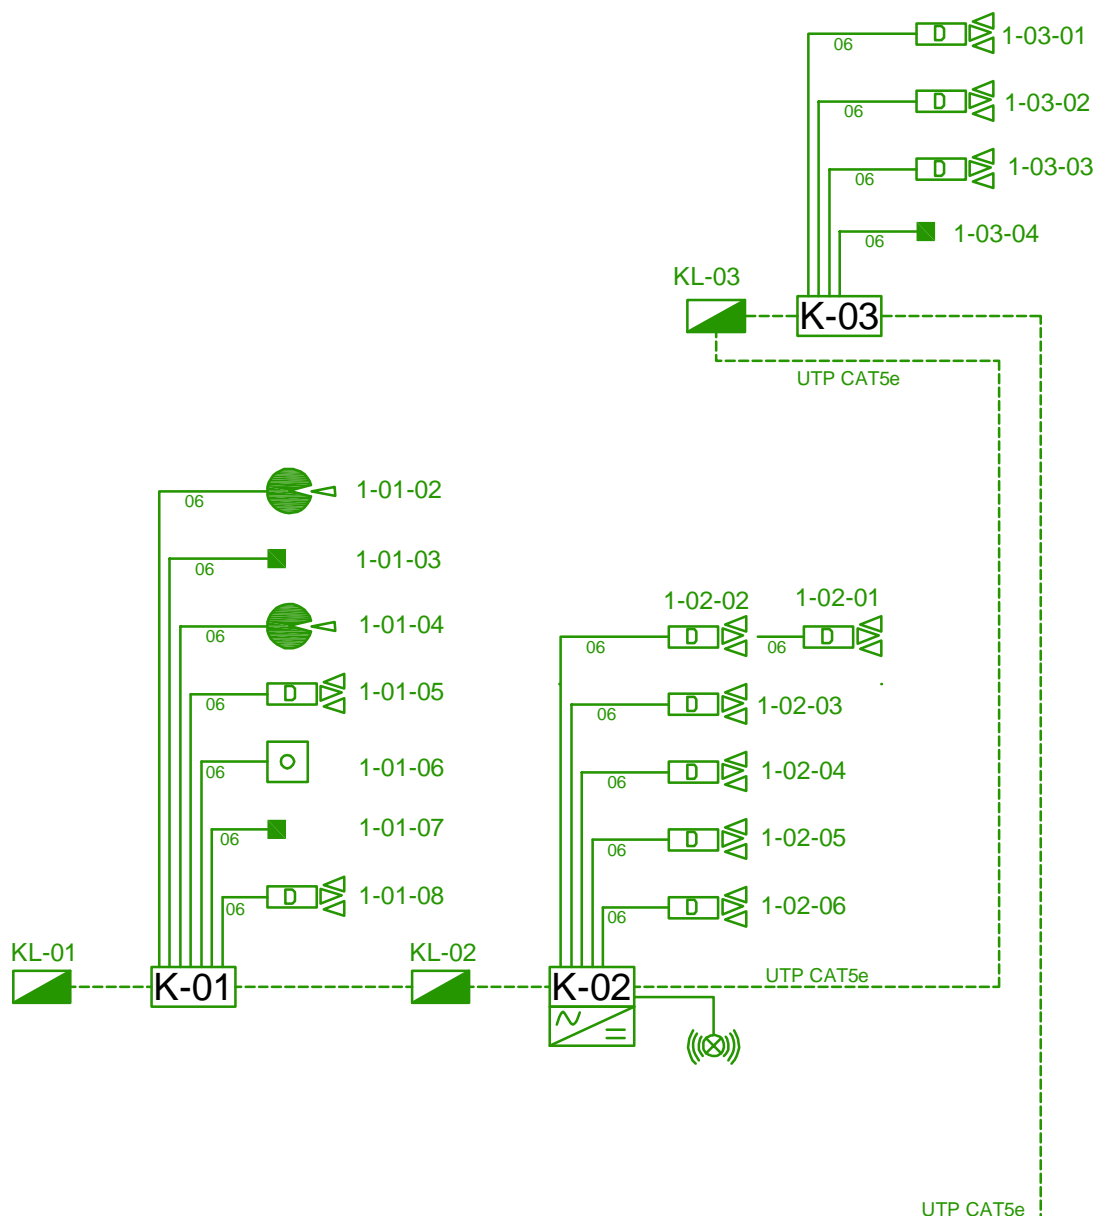 06
D
1-03-01
06
D
1-03-02
06
D
1-03-03
06
1-03-04
KL-03
K-03
UTP CAT5e
06
1-01-02
06
1-01-03
06
1-01-04
06
D
1-01-05
06
1-01-06
06
1-01-07
06
D
1-01-08
1-02-02
1-02-01
06
D
06
D
06
D
1-02-03
06
D
1-02-04
06
D
1-02-05
06
D
1-02-06
KL-01
K-01
KL-02
K-02
UTP CAT5e
UTP CAT5e